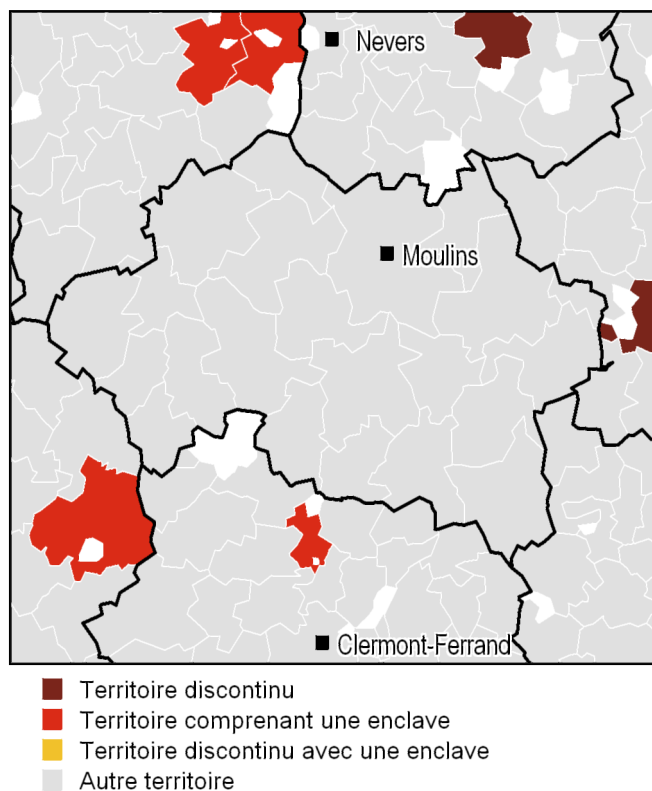 Nevers
Moulins
Clermont-Ferrand
Territoire discontinu
Territoire comprenant une enclave
Territoire discontinu avec une enclave
Autre territoire